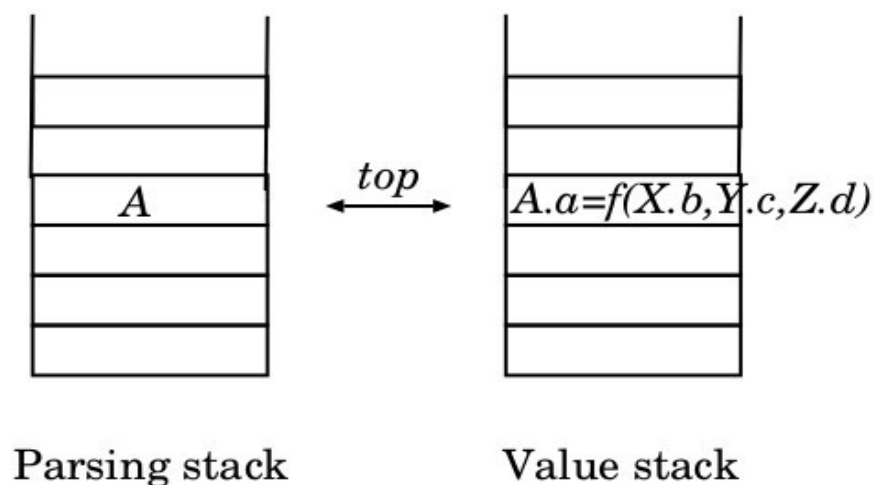 top
A
A.a=f(X.b,Y.c,Z.d)
Parsing stack
Value stack